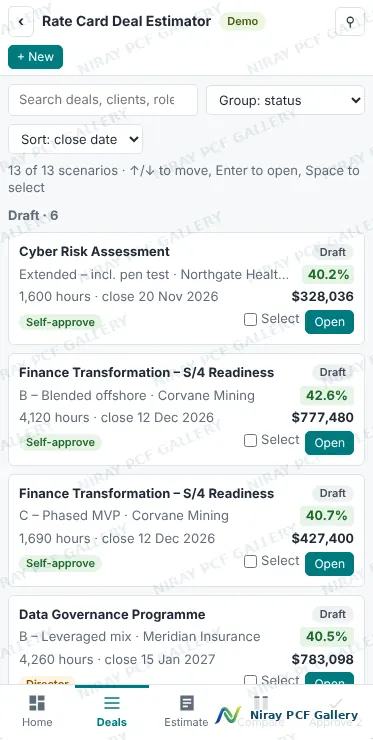 ‹ Rate Card Deal Estimator Demo
+ New
Search deals, clients, role
Group: status
Sort: close date
13 of 13 scenarios · ↑/↓ to move, Enter to open, Space to
select
Draft · 6
Cyber Risk Assessment Draft
Extended – incl. pen test · Northgate Healt... 40.2%
1,600 hours · close 20 Nov 2026 $328,036
Self-approve Select Open
Finance Transformation – S/4 Readiness Draft
B – Blended offshore · Corvane Mining 42.6%
4,120 hours · close 12 Dec 2026 $777,480
Self-approve Select Open
Finance Transformation – S/4 Readiness Draft
C – Phased MVP · Corvane Mining 40.7%
1,690 hours · close 12 Dec 2026 $427,400
Self-approve Select Open
Data Governance Programme Draft
B – Leveraged mix · Meridian Insurance 40.5%
4,260 hours · close 15 Jan 2027 $783,098
Director Select Open
Home Deals Estimate Compare Approve 2
Niray PCF Gallery
NIRAY PCF GALLERY